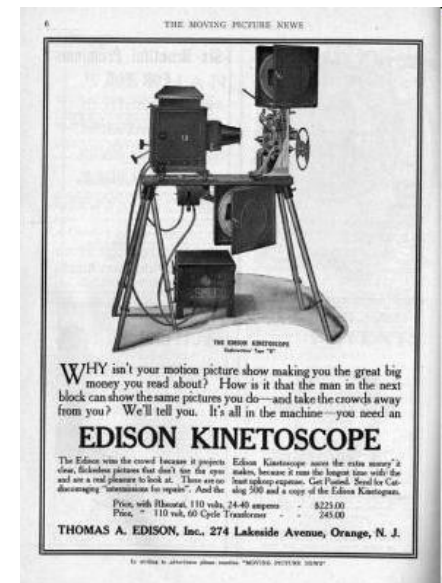 6
THE MOVING PICTURE NEWS
THE EDISON KINETOSCOPE
Underwriters' Type "B"
WHY isn't your motion picture show making you the great big
money you read about? How is it that the man in the next
block can show the same pictures you do—and take the crowds away
from you? We'll tell you. It's all in the machine—you need an
EDISON KINETOSCOPE
The Edison wins the crowd because it projects
clear, flickerless pictures that don't tire the eyes
and are a real pleasure to look at. There are no
discouraging "intermissions for repairs". And the
Edison Kinetoscope saves the extra money it
makes, because it runs the longest time with the
least upkeep expense. Get Posted. Send for Cat-
alog 500 and a copy of the Edison Kinetogram.
Price, with Rheostat, 110 volts, 24-40 amperes - $225.00
Price, " 110 volt, 60 Cycle Transformer - - 245.00
THOMAS A. EDISON, Inc., 274 Lakeside Avenue, Orange, N. J.
In writing to advertisers please mention "MOVING PICTURE NEWS"